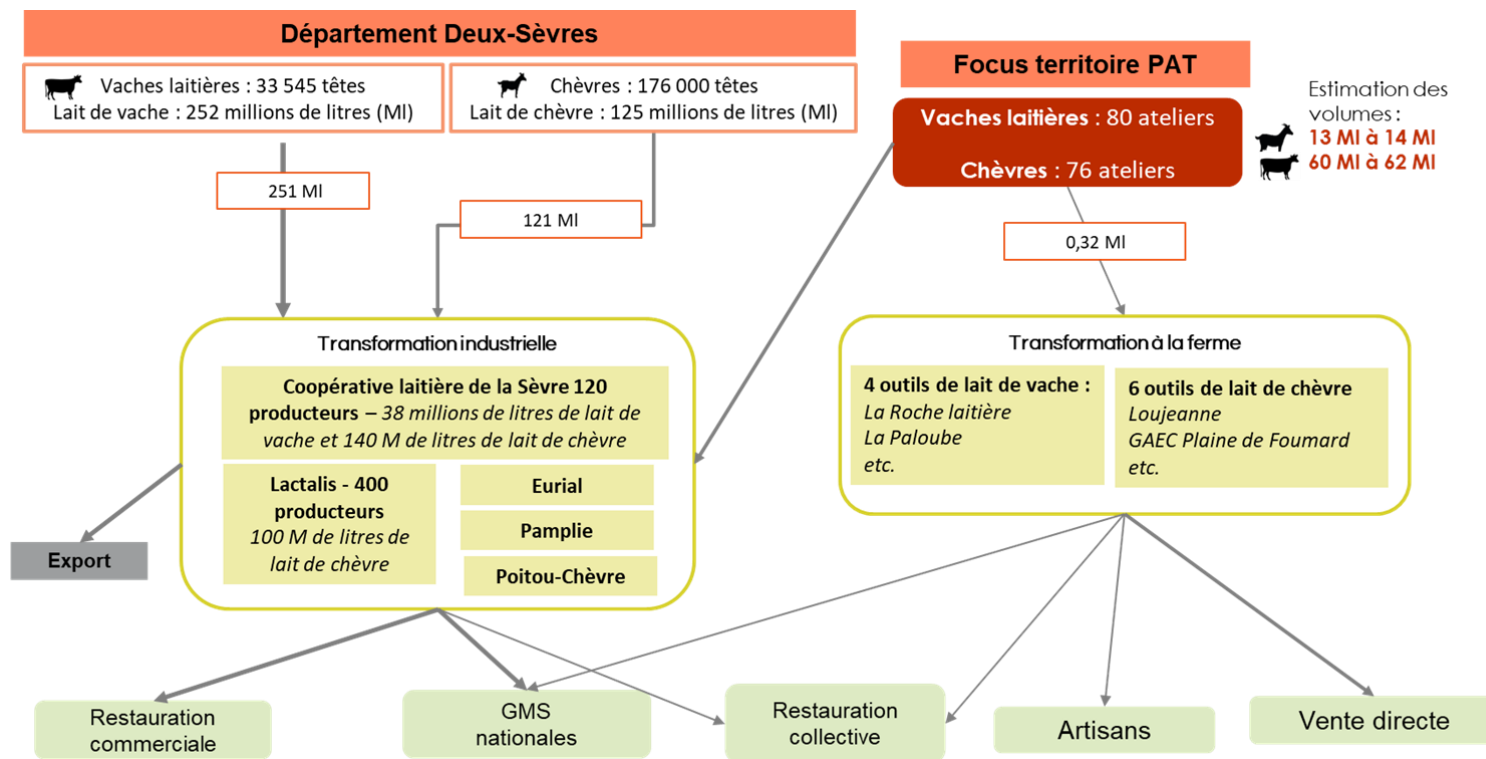 Département Deux-Sèvres
Vaches laitières : 33 545 têtes
Lait de vache : 252 millions de litres (Ml)
Chèvres : 176 000 têtes
Lait de chèvre : 125 millions de litres (Ml)
Focus territoire PAT
Vaches laitières : 80 ateliers
Chèvres : 76 ateliers
Estimation des
volumes :
13 Ml à 14 Ml
60 Ml à 62 Ml
251 Ml
121 Ml
0,32 Ml
Transformation industrielle
Coopérative laitière de la Sèvre 120
producteurs – 38 millions de litres de lait de
vache et 140 M de litres de lait de chèvre
Lactalis - 400
producteurs
100 M de litres de
lait de chèvre
Eurial
Pamplie
Poitou-Chèvre
Transformation à la ferme
4 outils de lait de vache :
La Roche laitière
La Paloube
etc.
6 outils de lait de chèvre
Loujeanne
GAEC Plaine de Foumard
etc.
Export
Restauration
commerciale
GMS
nationales
Restauration
collective
Artisans
Vente directe